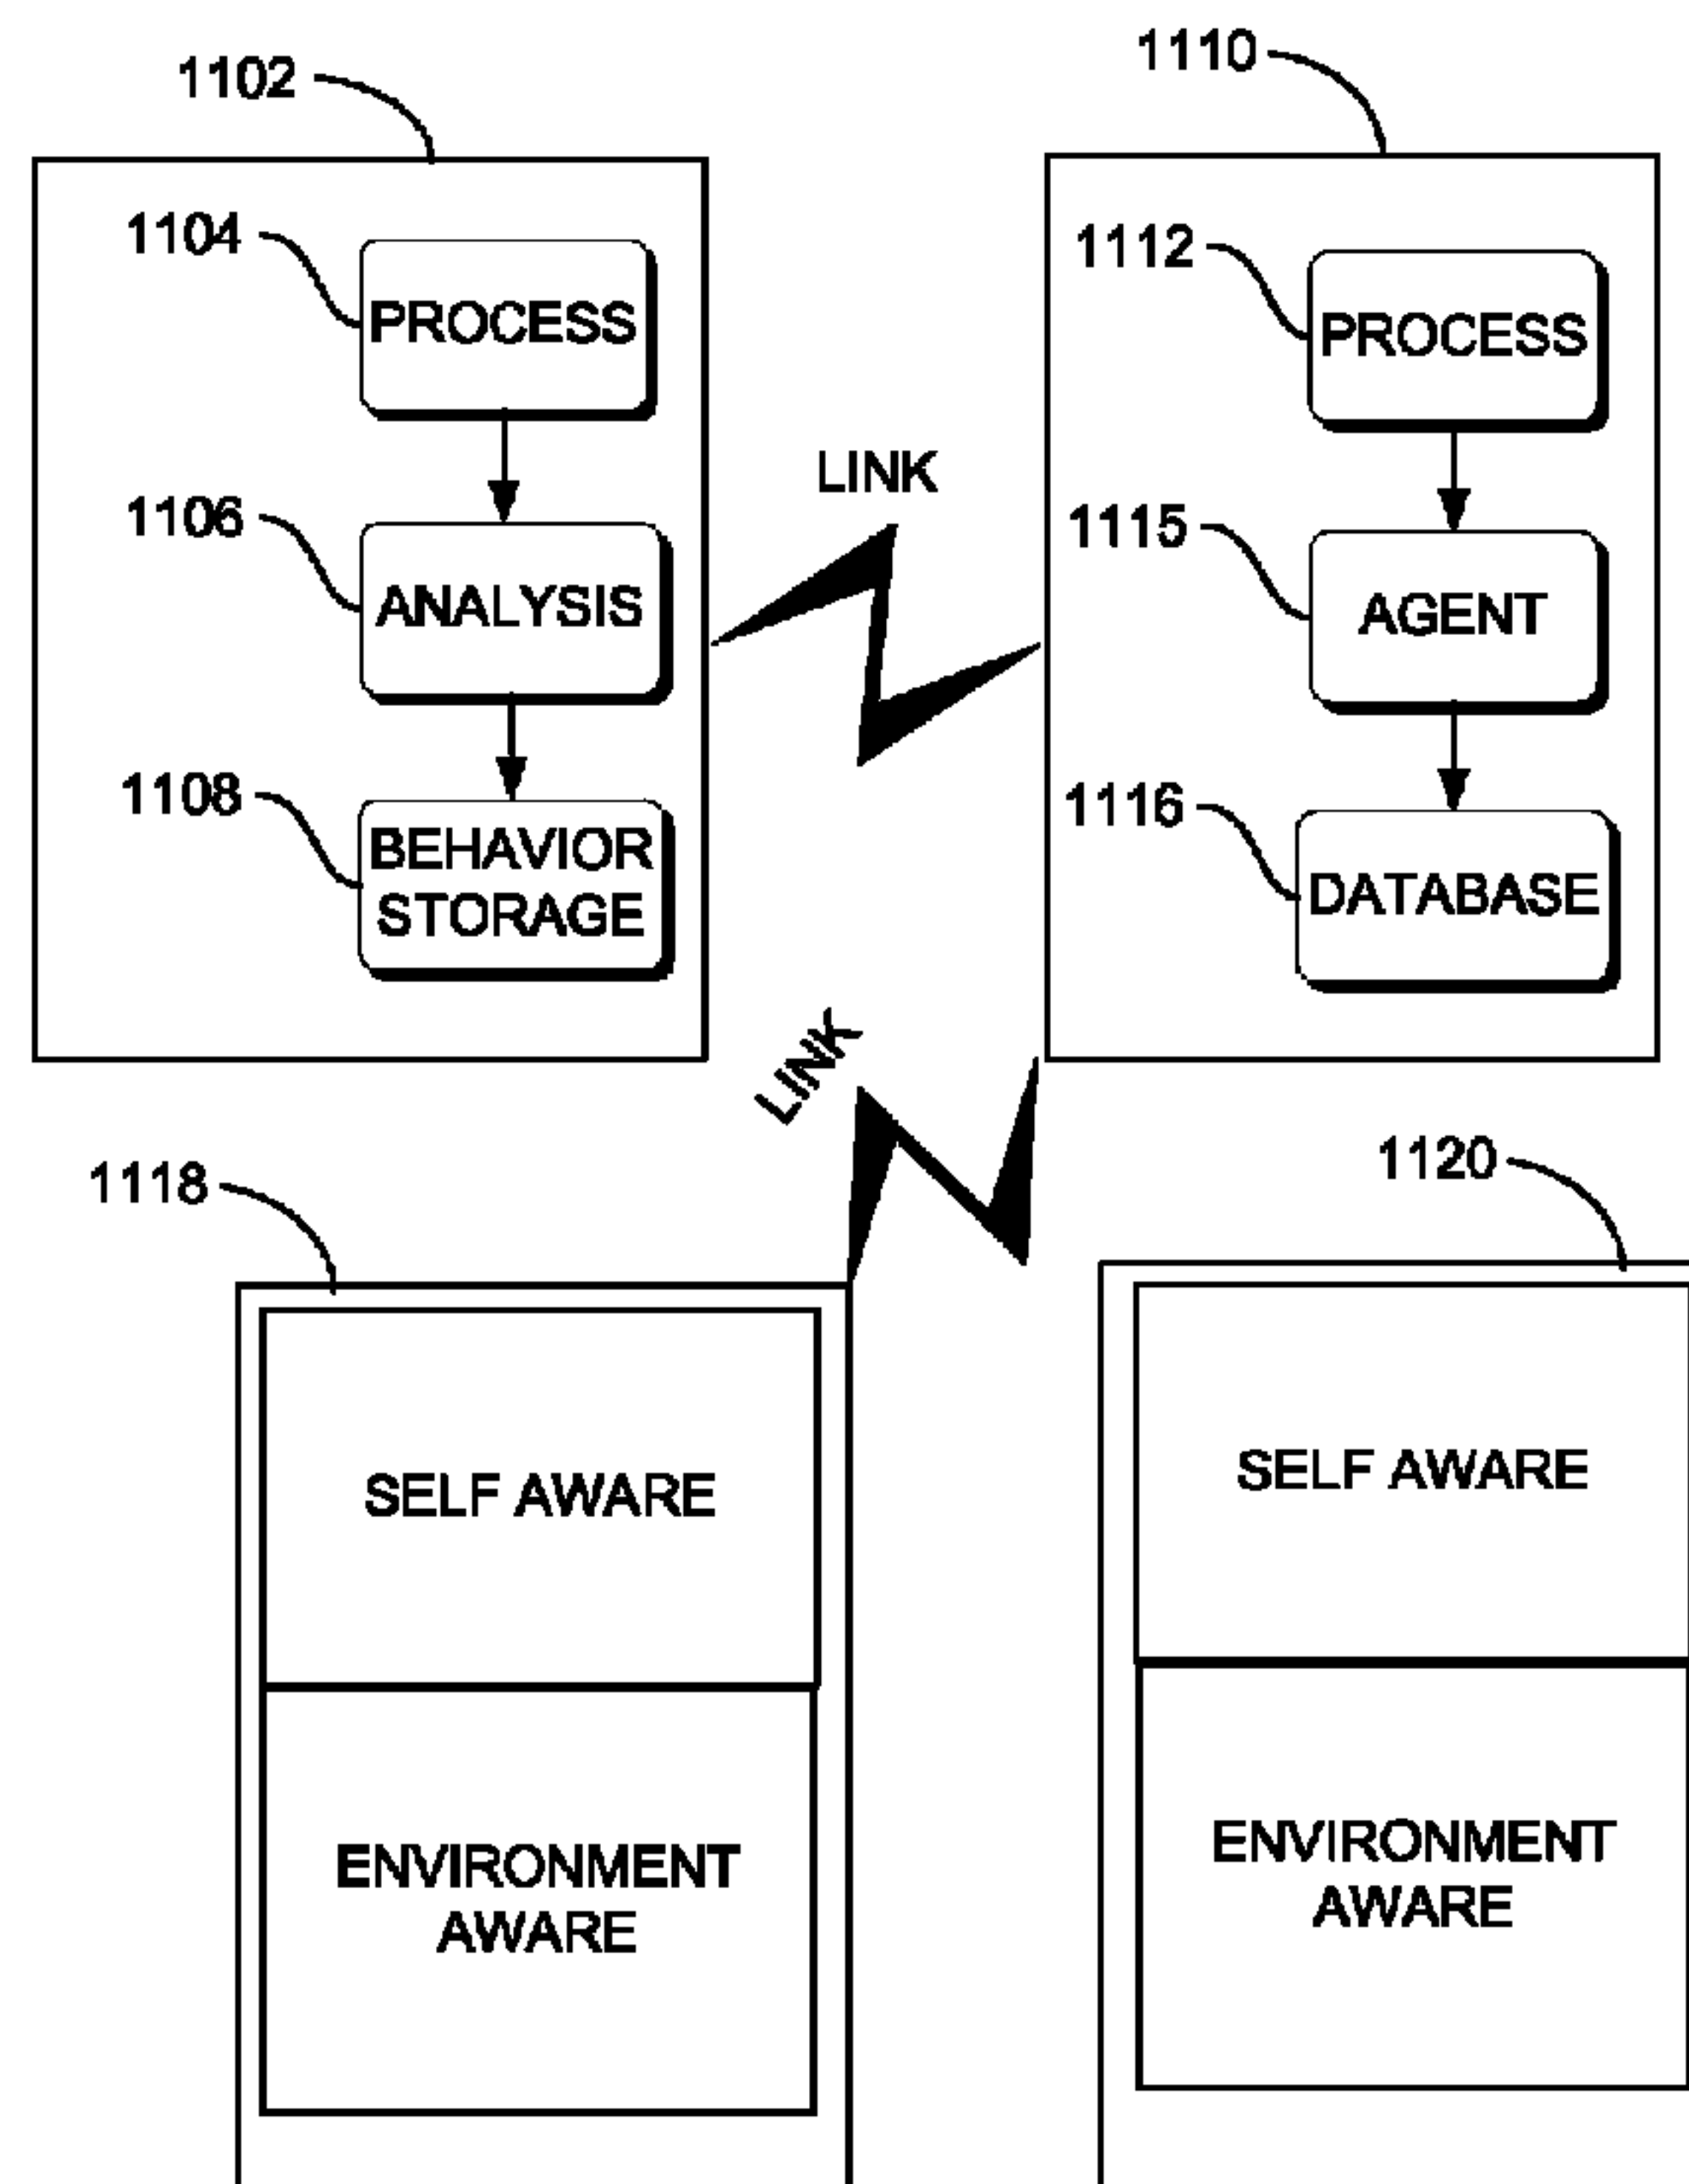 1102
1110
1104
PROCESS
1112
PROCESS
LINK
1106
ANALYSIS
1115
AGENT
1108
BEHAVIOR
STORAGE
1116
DATABASE
LINK
1118
1120
SELF AWARE
SELF AWARE
ENVIRONMENT
AWARE
ENVIRONMENT
AWARE